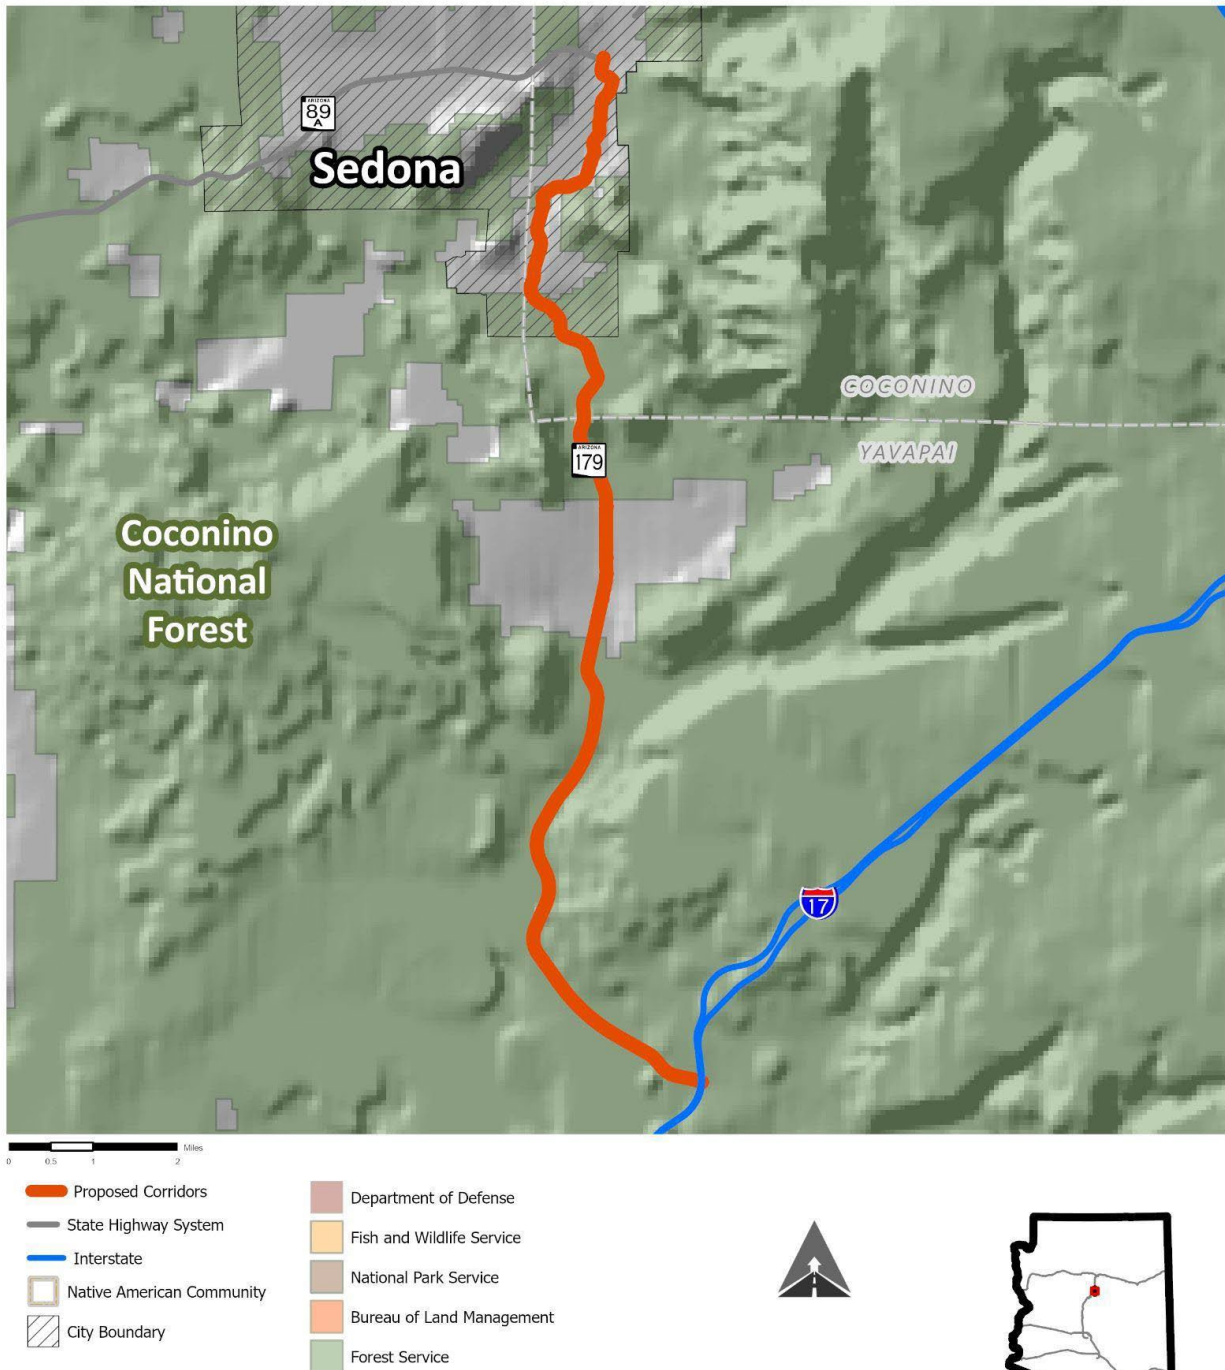 ARIZONA
89
A
Sedona
COCONINO
YAVAPAI
ARIZONA
179
Coconino
National
Forest
17
Miles
0 0.5 1 2
Proposed Corridors
State Highway System
Interstate
Native American Community
City Boundary
Department of Defense
Fish and Wildlife Service
National Park Service
Bureau of Land Management
Forest Service